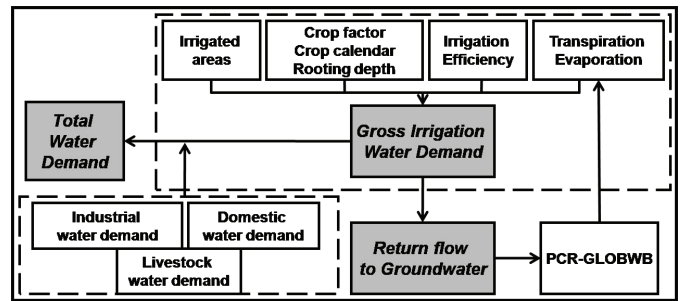 Irrigated
areas
Crop factor
Crop calendar
Rooting depth
Irrigation
Efficiency
Transpiration
Evaporation
Total
Water
Demand
Gross Irrigation
Water Demand
Industrial
water demand
Domestic
water demand
Livestock
water demand
Return flow
to Groundwater
PCR-GLOBWB